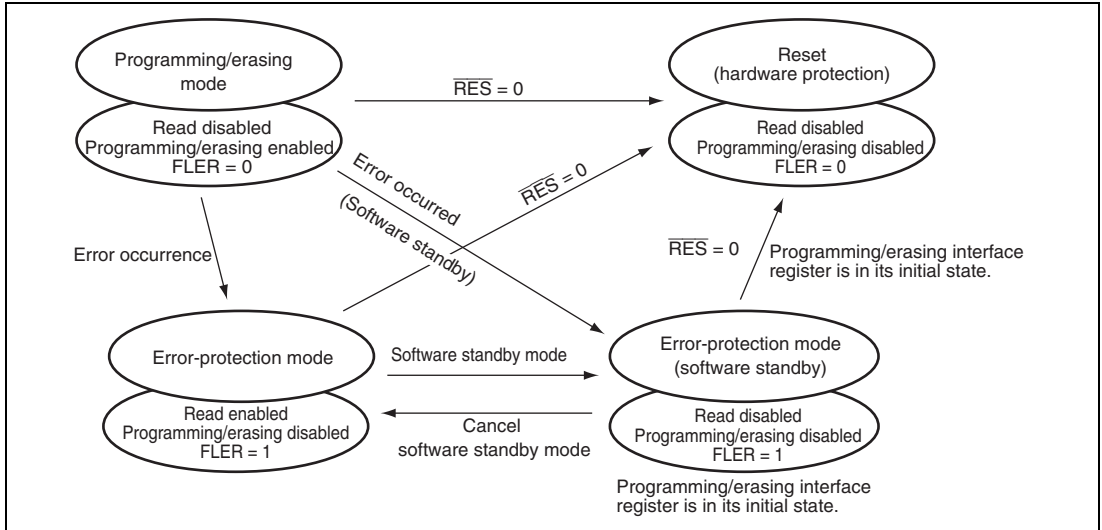 Programming/erasing
mode
Read disabled
Programming/erasing enabled
FLER = 0
R̅E̅S̅ = 0
Reset
(hardware protection)
Read disabled
Programming/erasing disabled
FLER = 0
Error occurred
(Software standby)
R̅E̅S̅ = 0
Error occurrence
R̅E̅S̅ = 0
Programming/erasing interface
register is in its initial state.
Error-protection mode
Read enabled
Programming/erasing disabled
FLER = 1
Software standby mode
Cancel
software standby mode
Error-protection mode
(software standby)
Read disabled
Programming/erasing disabled
FLER = 1
Programming/erasing interface
register is in its initial state.